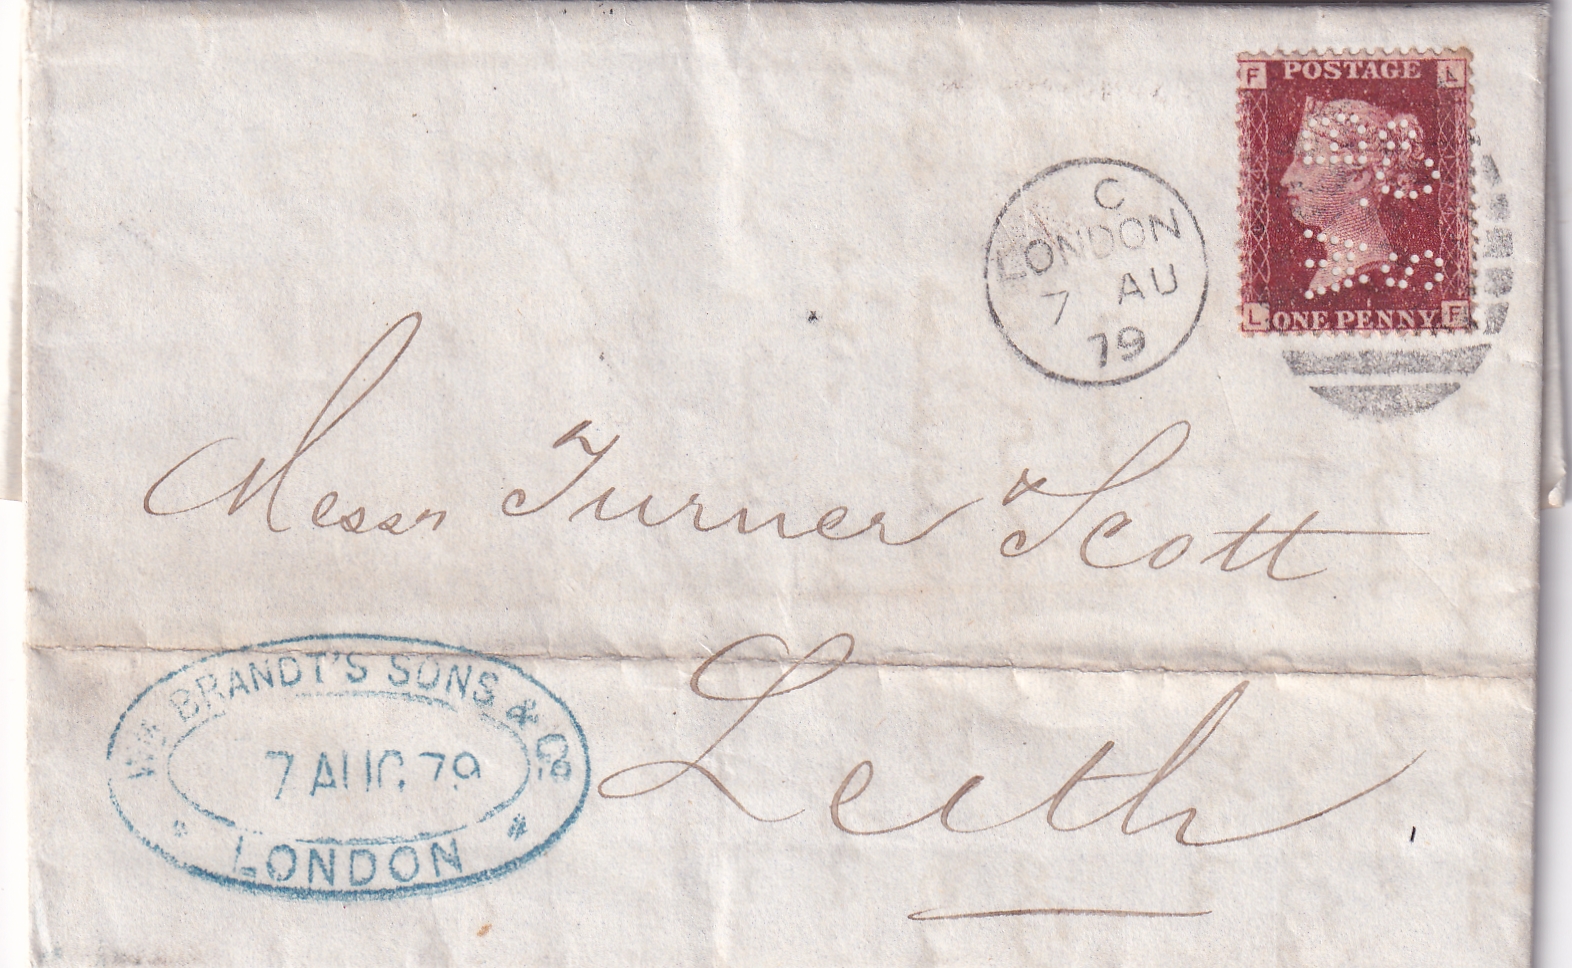 F POSTAGE L
L ONE PENNY F
C
LONDON
7 AU
79
Messrs Turner & Scott
Leith
WM BRANDT'S SONS & CO.
7 AUG. 79
LONDON